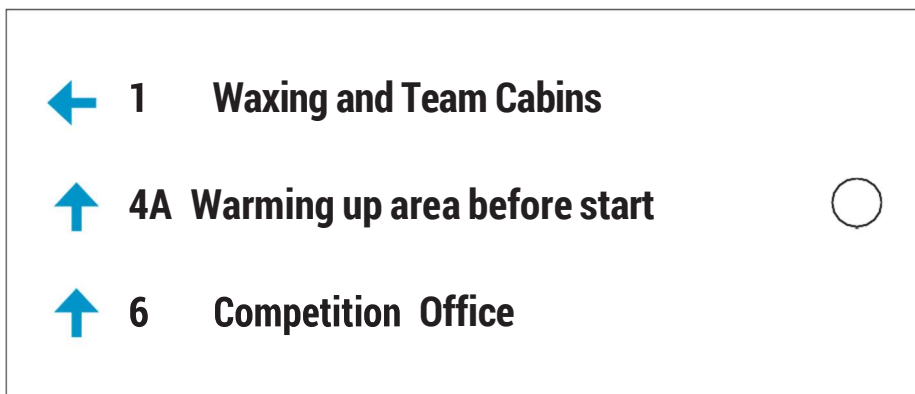 1 Waxing and Team Cabins
4A Warming up area before start
6 Competition Office